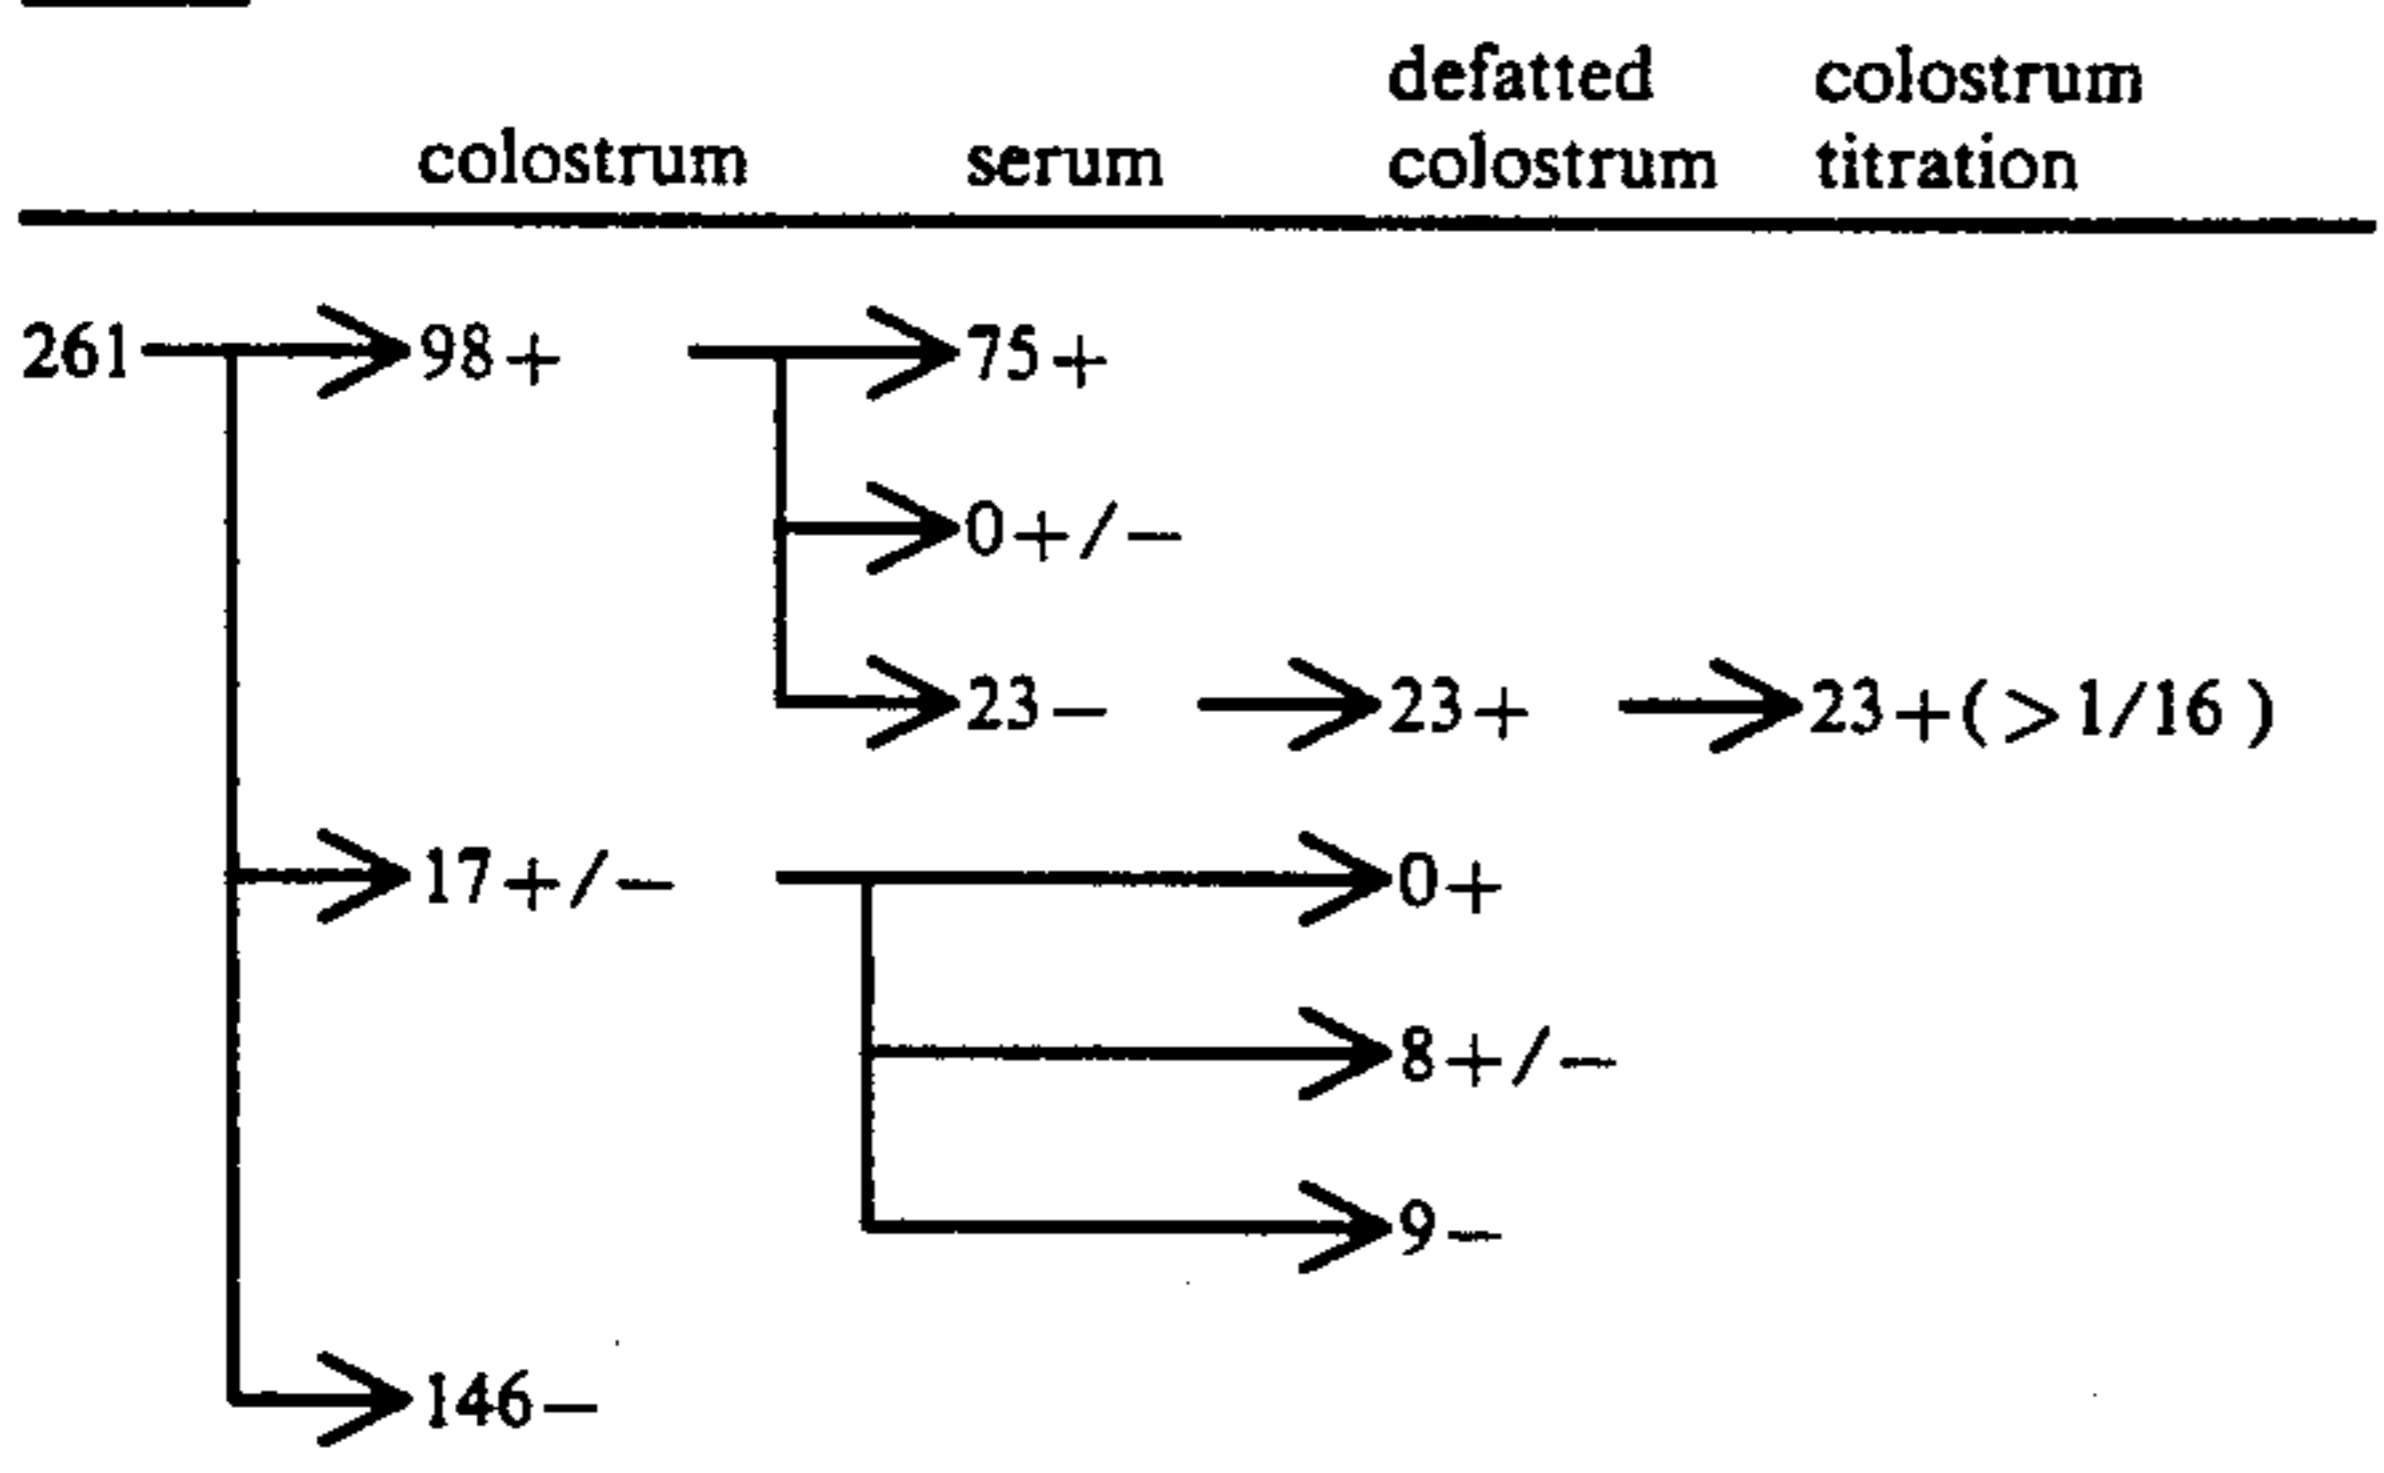 defatted colostrum
colostrum serum colostrum titration
261 98+ 75+
0+/−
23− 23+ 23+(>1/16)
17+/− 0+
8+/−
9−
146−